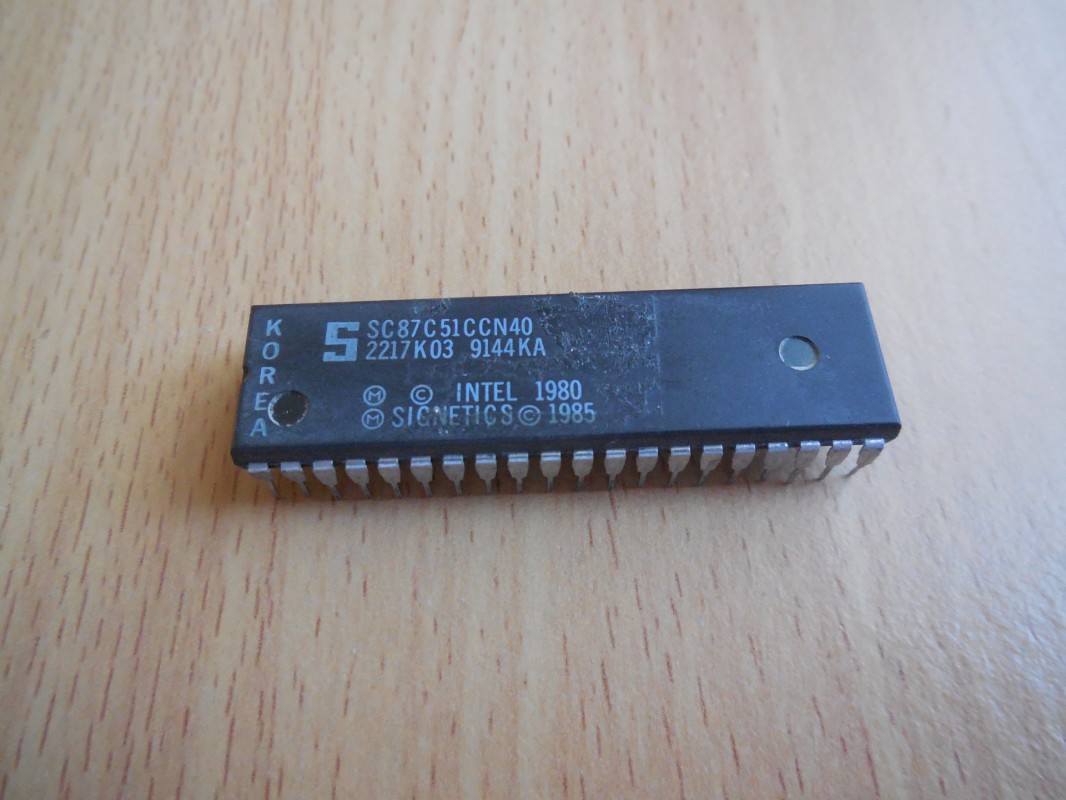 KOREA
S SC87C51CCN40
2217K03 9144KA
Ⓜ © INTEL 1980
Ⓜ SIGNETICS © 1985